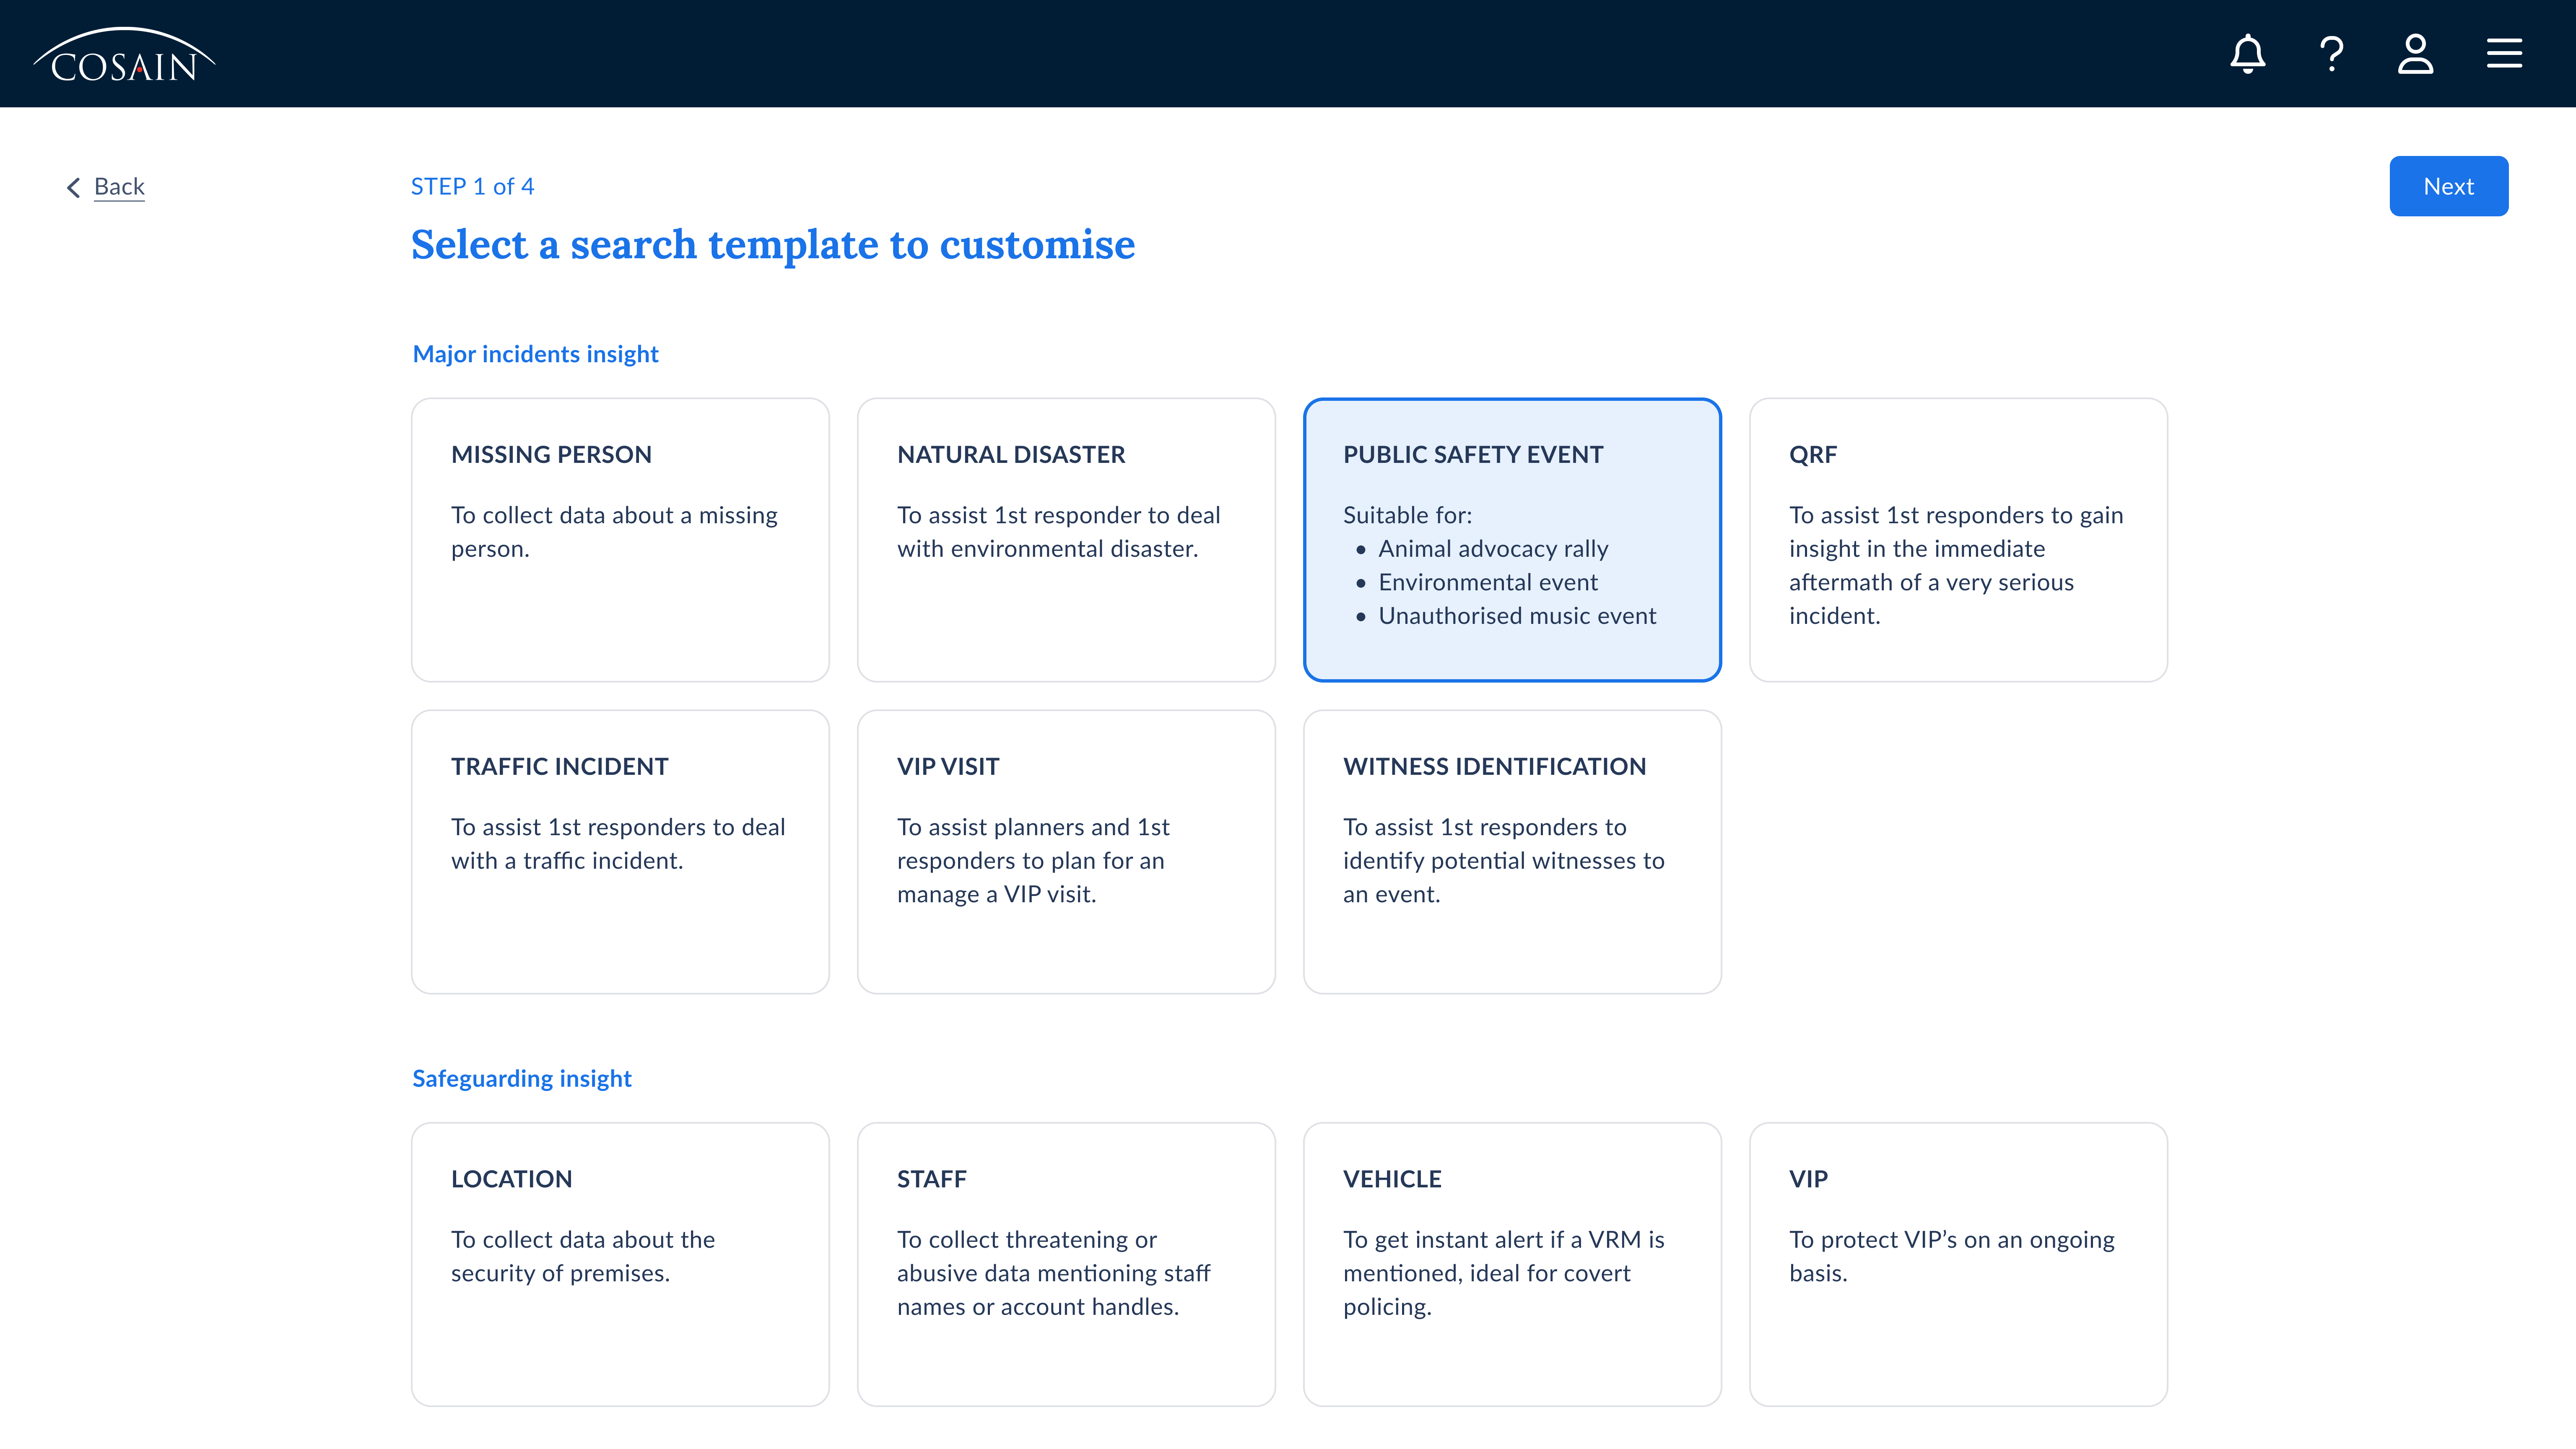 COSAIN
Back
STEP 1 of 4
Next
Select a search template to customise
Major incidents insight
MISSING PERSON
To collect data about a missing
person.
NATURAL DISASTER
To assist 1st responder to deal
with environmental disaster.
PUBLIC SAFETY EVENT
Suitable for:
• Animal advocacy rally
• Environmental event
• Unauthorised music event
QRF
To assist 1st responders to gain
insight in the immediate
aftermath of a very serious
incident.
TRAFFIC INCIDENT
To assist 1st responders to deal
with a traffic incident.
VIP VISIT
To assist planners and 1st
responders to plan for an
manage a VIP visit.
WITNESS IDENTIFICATION
To assist 1st responders to
identify potential witnesses to
an event.
Safeguarding insight
LOCATION
To collect data about the
security of premises.
STAFF
To collect threatening or
abusive data mentioning staff
names or account handles.
VEHICLE
To get instant alert if a VRM is
mentioned, ideal for covert
policing.
VIP
To protect VIP’s on an ongoing
basis.